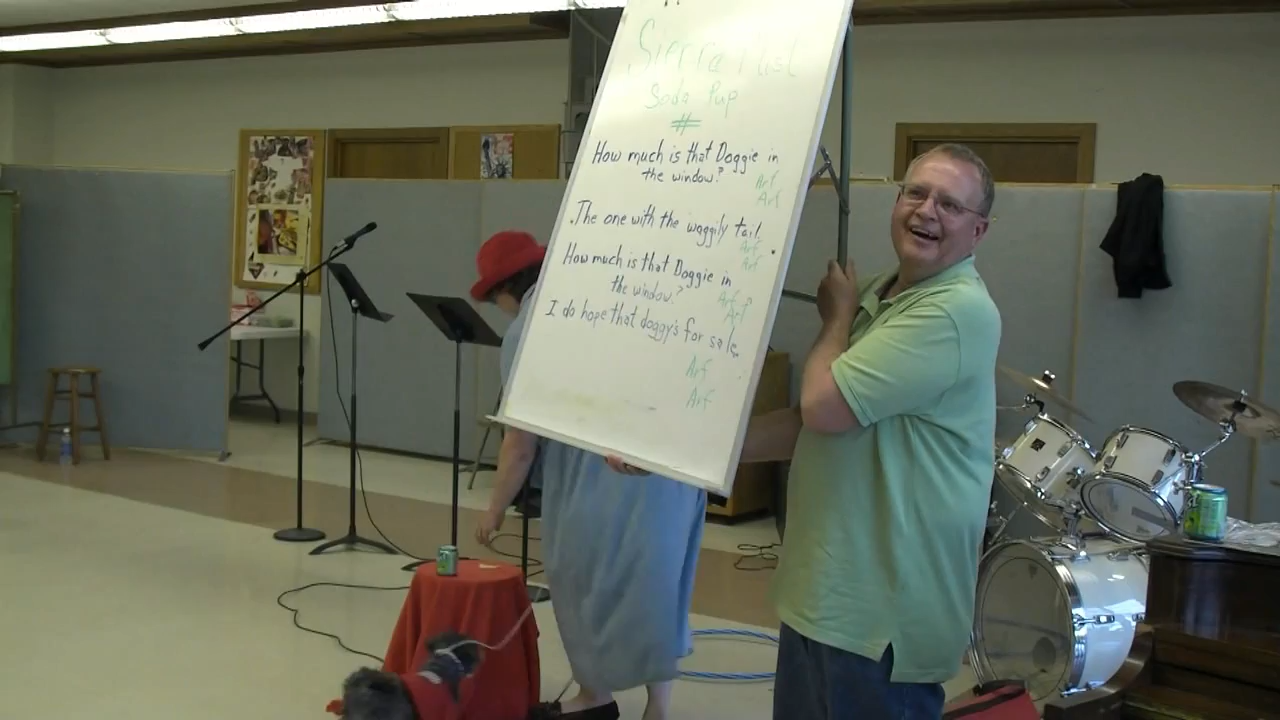 Sierra Mist
Soda Pup
#
How much is that Doggie in
the window?
Arf
Arf
.The one with the waggily tail.
Arf
Arf
How much is that Doggie in
the window?
Arf
Arf
I do hope that doggy's for sale.
Arf
Arf